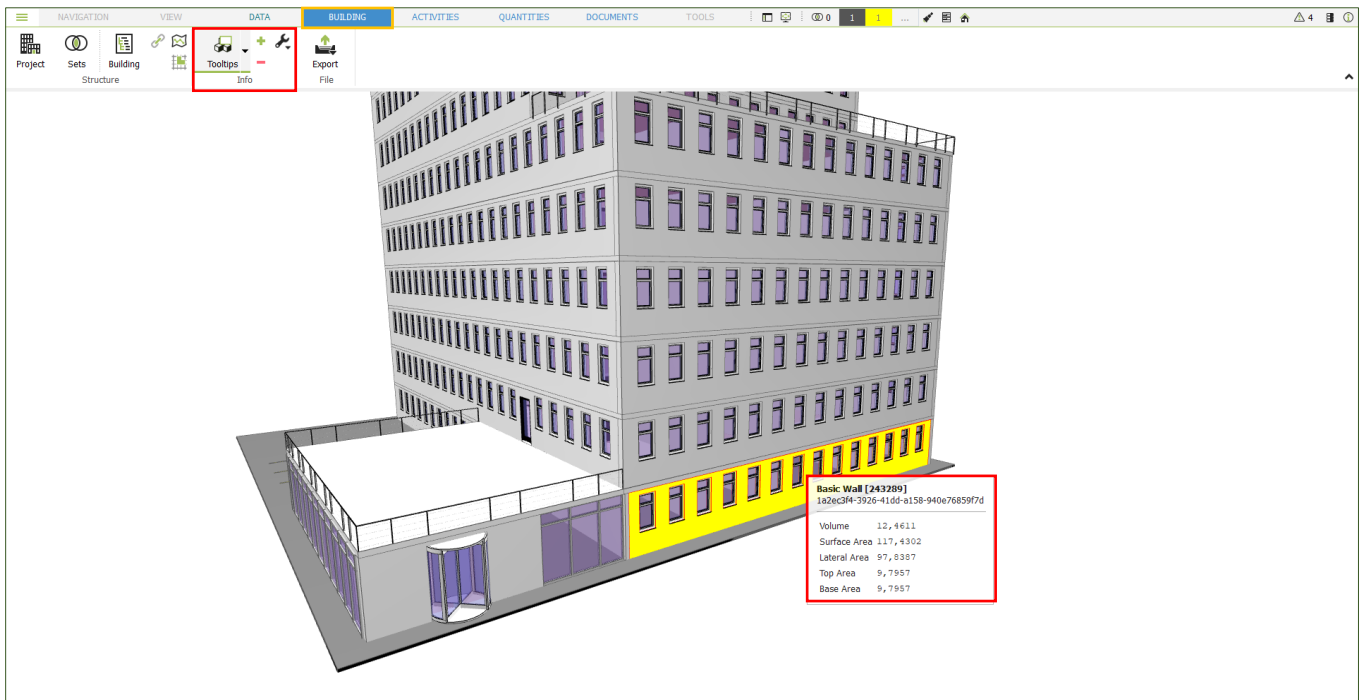 NAVIGATION VIEW DATA BUILDING ACTIVITIES QUANTITIES DOCUMENTS TOOLS 0 1 1 ... 4
Project Sets Building Tooltips Export
Structure Info File
Basic Wall [243289]
1a2ec3f4-3926-41dd-a158-940e76859f7d
Volume 12,4611
Surface Area 117,4302
Lateral Area 97,8387
Top Area 9,7957
Base Area 9,7957